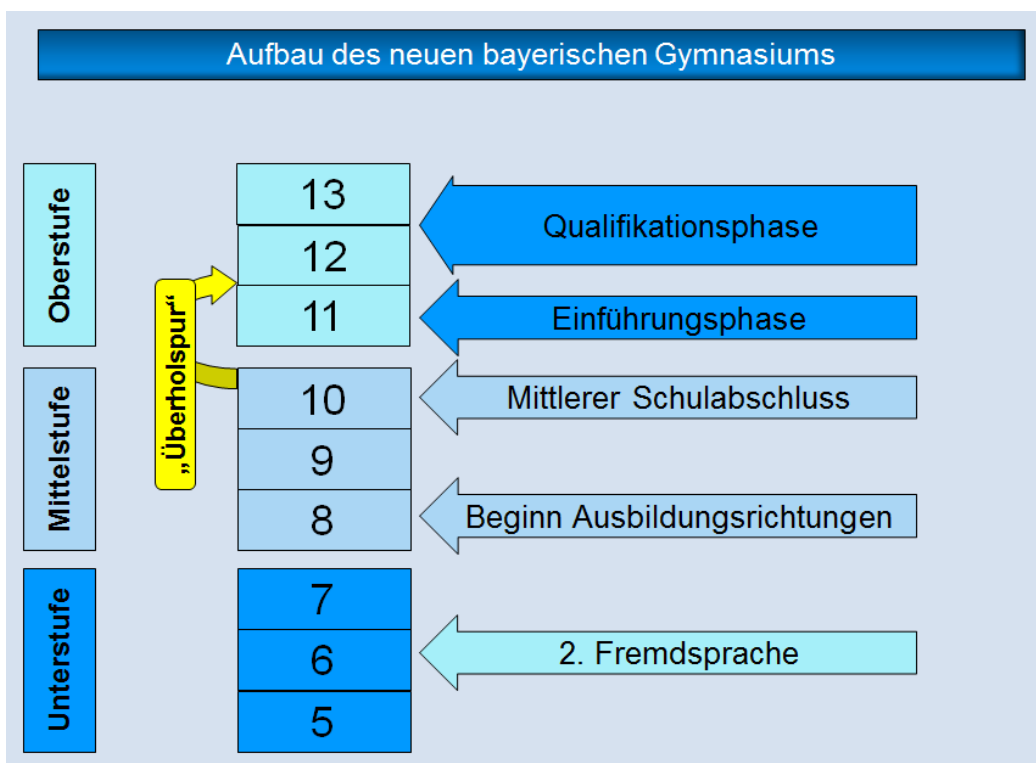 Aufbau des neuen bayerischen Gymnasiums
Oberstufe
13
Qualifikationsphase
12
11
Einführungsphase
„Überholspur“
Mittelstufe
10
Mittlerer Schulabschluss
9
8
Beginn Ausbildungsrichtungen
Unterstufe
7
6
2. Fremdsprache
5